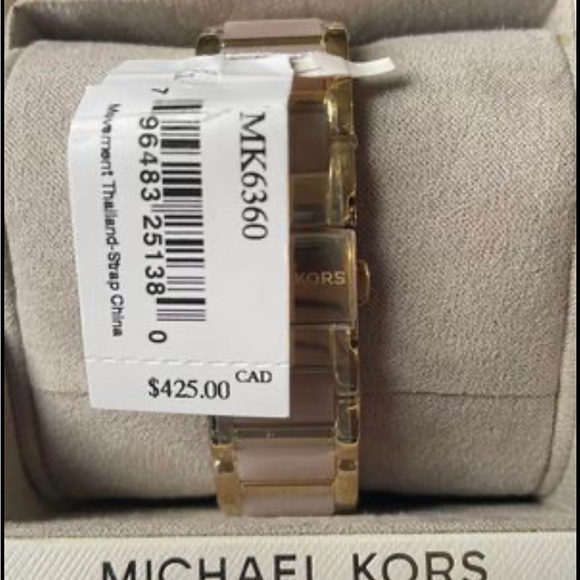 MK6360
7 96483 25138 0
Movement Thailand-Strap China
$425.00 CAD
KORS
MICHAEL KORS